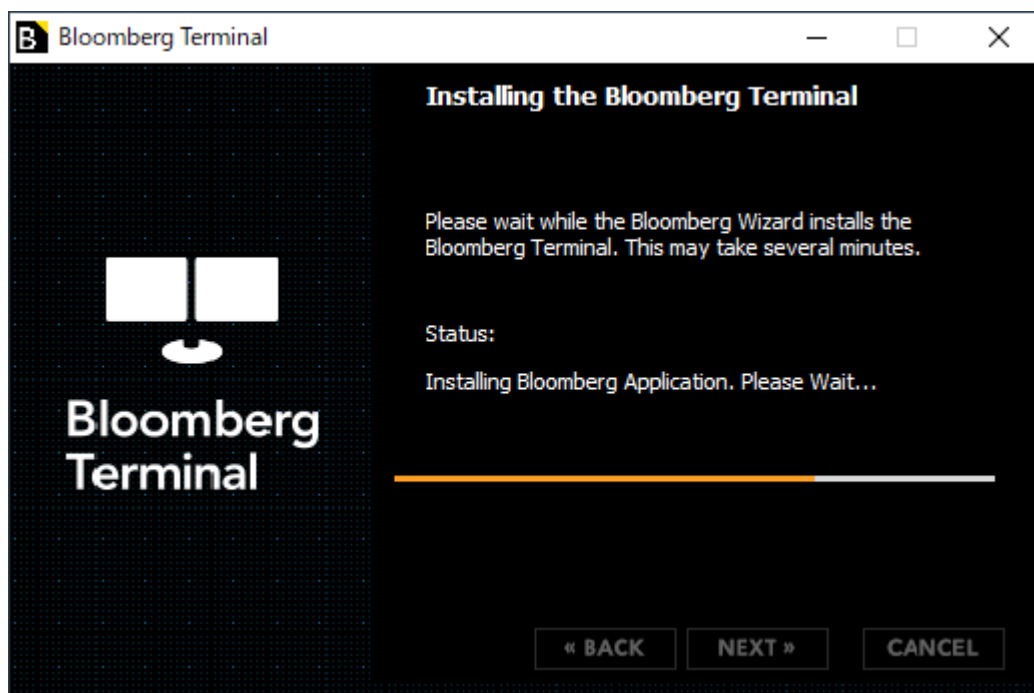 Bloomberg Terminal
Installing the Bloomberg Terminal
Please wait while the Bloomberg Wizard installs the
Bloomberg Terminal. This may take several minutes.
Status:
Installing Bloomberg Application. Please Wait...
Bloomberg
Terminal
« BACK
NEXT »
CANCEL